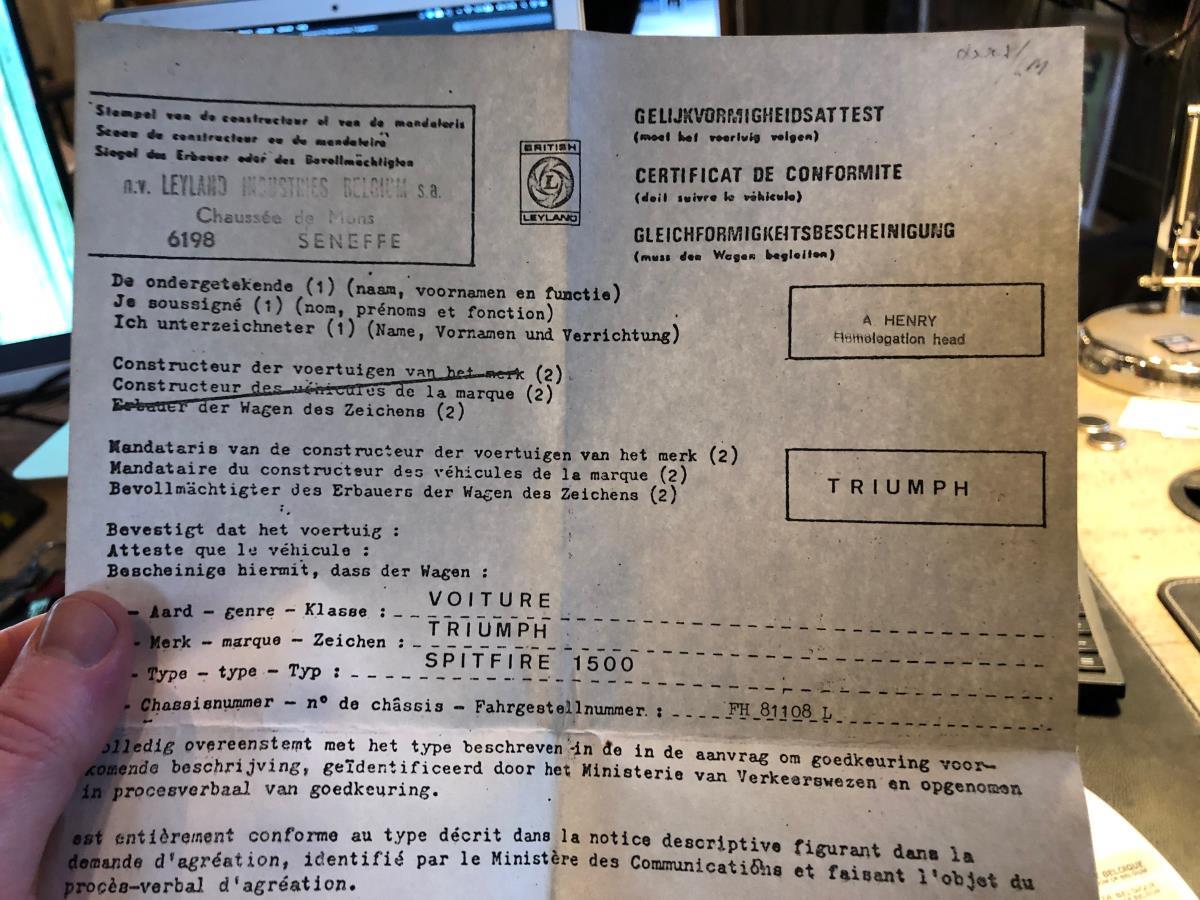 Stempel van de constructeur of van de mandataris
Sceau du constructeur ou du mandataire
Siegel des Erbauer oder des Bevollmächtigten
n.v. LEYLAND INDUSTRIES BELGIUM s.a.
Chaussée de Mons
6198 SENEFFE
BRITISH
L
LEYLAND
GELIJKVORMIGHEIDSATTEST
(moet het voertuig volgen)
CERTIFICAT DE CONFORMITE
(doit suivre le véhicule)
GLEICHFORMIGKEITSBESCHEINIGUNG
(muss den Wagen begleiten)
De ondergetekende (1) (naam, voornamen en functie)
Je soussigné (1) (nom, prénoms et fonction)
Ich unterzeichneter (1) (Name, Vornamen und Verrichtung)
A HENRY
Homologation head
Constructeur der voertuigen van het merk (2)
Constructeur des véhicules de la marque (2)
Erbauer der Wagen des Zeichens (2)
Mandataris van de constructeur der voertuigen van het merk (2)
Mandataire du constructeur des véhicules de la marque (2)
Bevollmächtigter des Erbauers der Wagen des Zeichens (2)
TRIUMPH
Bevestigt dat het voertuig :
Atteste que le véhicule :
Bescheinige hiermit, dass der Wagen :
- Aard - genre - Klasse : VOITURE
- Merk - marque - Zeichen : TRIUMPH
- Type - type - Typ : SPITFIRE 1500
- Chassisnummer - n° de châssis - Fahrgestellnummer : FH 81108 L
olledig overeenstemt met het type beschreven in de in de aanvrag om goedkeuring voor-
komende beschrijving, geïdentificeerd door het Ministerie van Verkeerswezen en opgenomen
in procesverbaal van goedkeuring.
est entièrement conforme au type décrit dans la notice descriptive figurant dans la
demande d'agréation, identifié par le Ministère des Communications et faisant l'objet du
procès-verbal d'agréation.
BELGIQUE